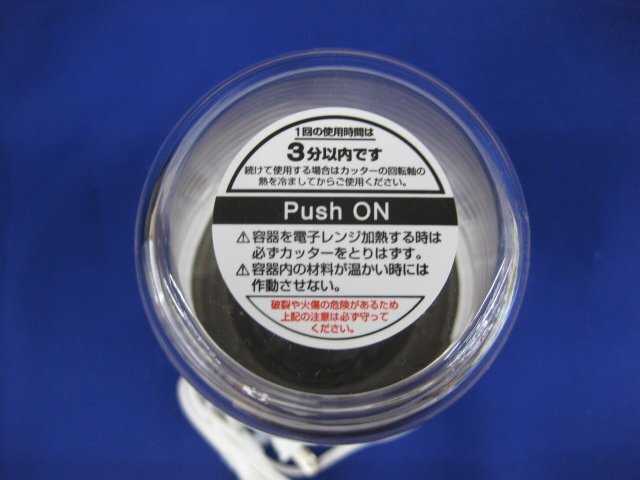 1回の使用時間は
3分以内です
続けて使用する場合はカッターの回転軸の
熱を冷ましてからご使用ください。
Push ON
⚠容器を電子レンジ加熱する時は
必ずカッターをとりはずす。
⚠容器内の材料が温かい時には
作動させない。
破裂や火傷の危険があるため
上記の注意は必ず守って
ください。